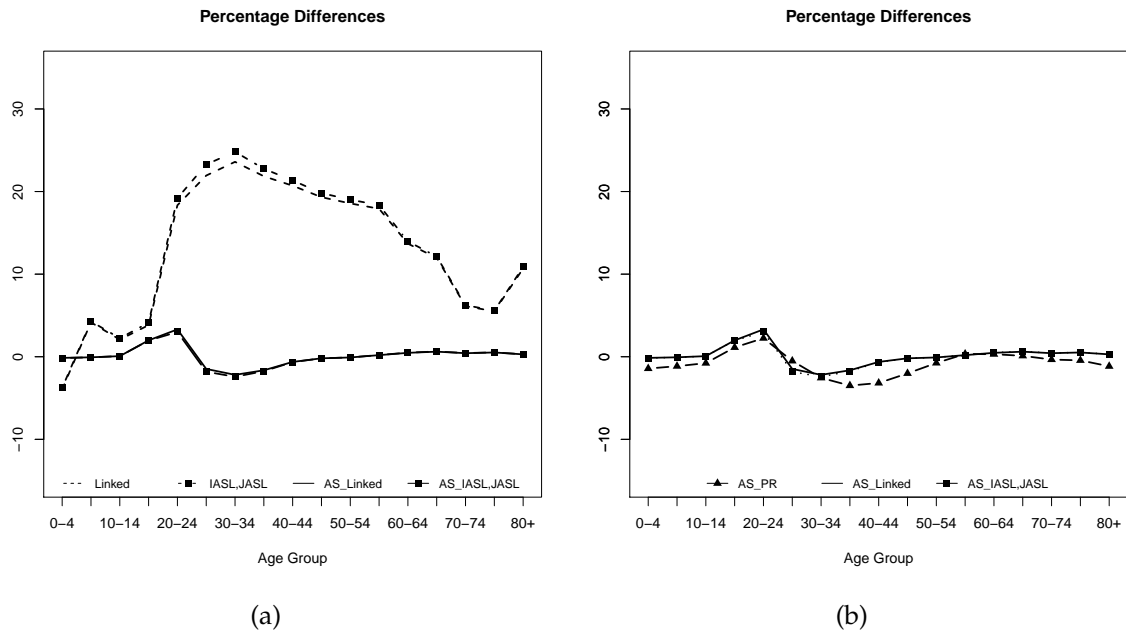 Percentage Differences
30
20
10
0
−10
Linked IASL,JASL AS_Linked AS_IASL,JASL
0−4 10−14 20−24 30−34 40−44 50−54 60−64 70−74 80+
Age Group
(a)
Percentage Differences
30
20
10
0
−10
AS_PR AS_Linked AS_IASL,JASL
0−4 10−14 20−24 30−34 40−44 50−54 60−64 70−74 80+
Age Group
(b)